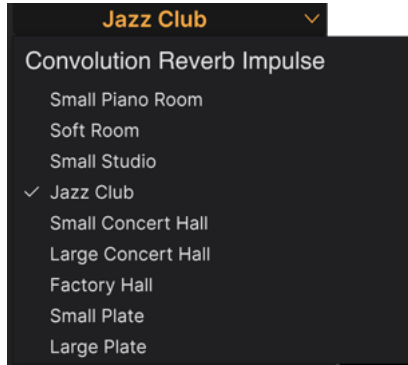 Jazz Club
Convolution Reverb Impulse
Small Piano Room
Soft Room
Small Studio
Jazz Club
Small Concert Hall
Large Concert Hall
Factory Hall
Small Plate
Large Plate